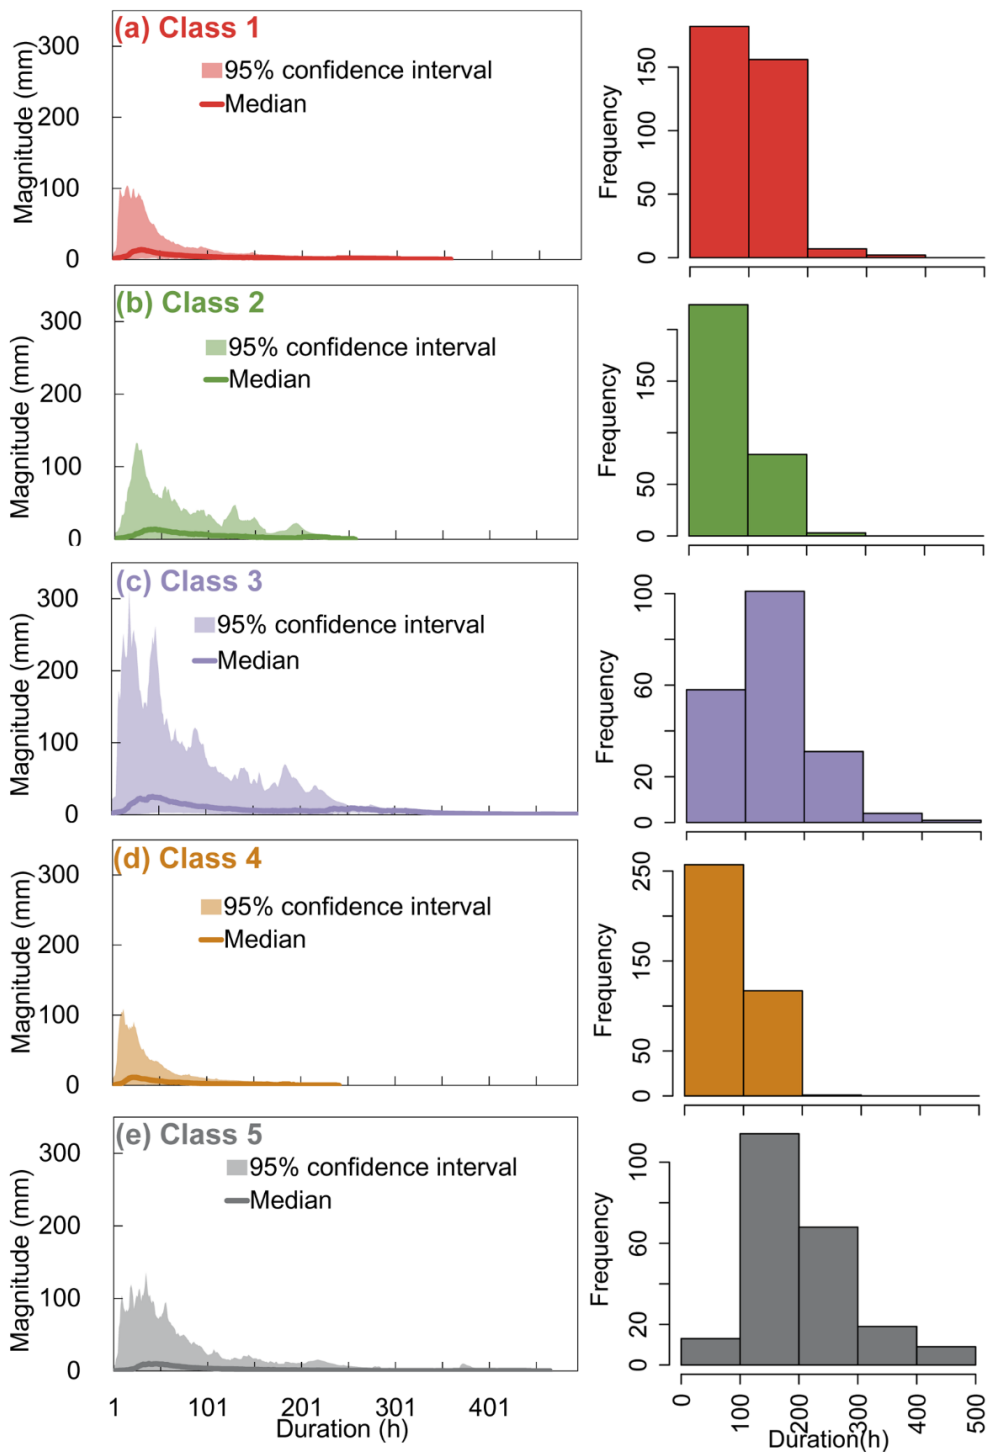 (a) Class 1
95% confidence interval
Median
Magnitude (mm)
300
200
100
0
Frequency
150
100
50
0
(b) Class 2
95% confidence interval
Median
Magnitude (mm)
300
200
100
0
Frequency
150
50
0
(c) Class 3
95% confidence interval
Median
Magnitude (mm)
300
200
100
0
Frequency
100
60
20
0
(d) Class 4
95% confidence interval
Median
Magnitude (mm)
300
200
100
0
Frequency
250
150
50
0
(e) Class 5
95% confidence interval
Median
Magnitude (mm)
300
200
100
0
1 101 201 301 401
Duration (h)
Frequency
100
60
20
0
0 100 200 300 400 500
Duration(h)